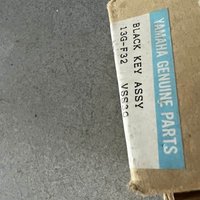 YAMAHA GENUINE PARTS
BLACK KEY ASSY
13G-F32